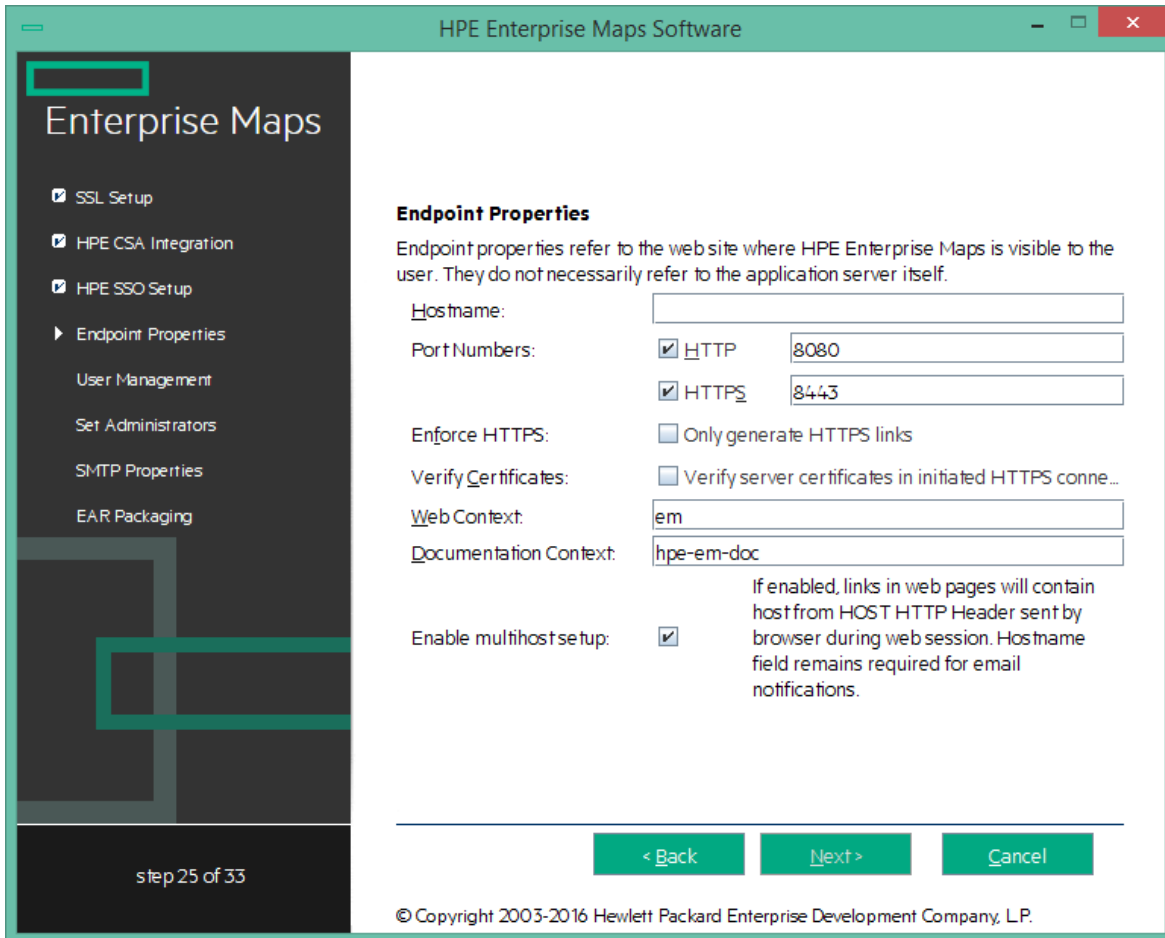 HPE Enterprise Maps Software
Enterprise Maps
SSL Setup
HPE CSA Integration
HPE SSO Setup
Endpoint Properties
User Management
Set Administrators
SMTP Properties
EAR Packaging
step 25 of 33
Endpoint Properties
Endpoint properties refer to the web site where HPE Enterprise Maps is visible to the
user. They do not necessarily refer to the application server itself.
Hostname:
Port Numbers: HTTP 8080
HTTPS 8443
Enforce HTTPS: Only generate HTTPS links
Verify Certificates: Verify server certificates in initiated HTTPS conne...
Web Context: em
Documentation Context: hpe-em-doc
Enable multihost setup:
If enabled, links in web pages will contain
host from HOST HTTP Header sent by
browser during web session. Hostname
field remains required for email
notifications.
< Back Next > Cancel
© Copyright 2003-2016 Hewlett Packard Enterprise Development Company, L.P.